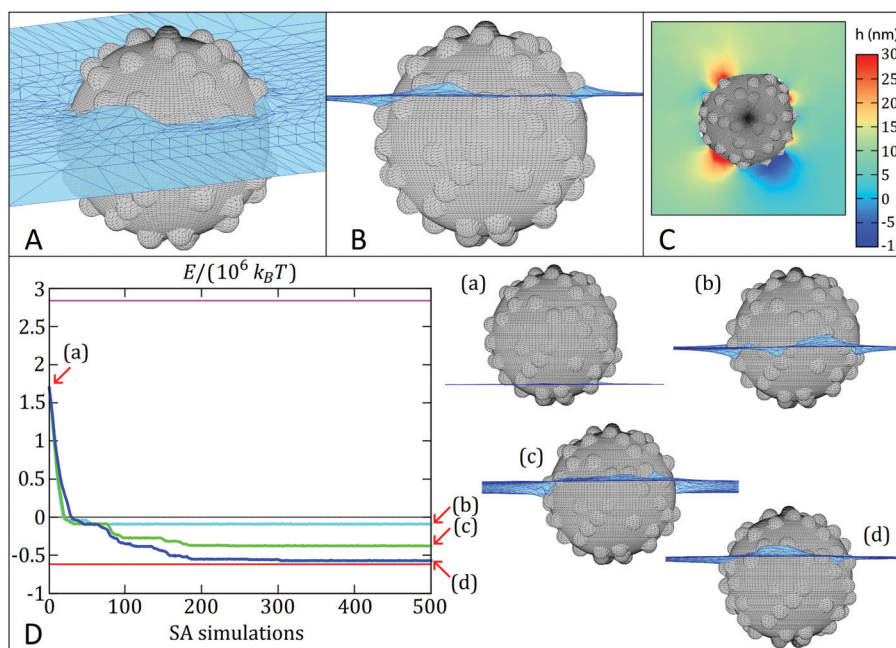 A
B
C
h (nm)
30
25
20
15
10
5
0
-5
-1
D
E/(10⁶ k_BT)
3
2.5
2
1.5
1
0.5
0
-0.5
-1
0
100
200
300
400
500
SA simulations
(a)
(b)
(c)
(d)
(a)
(b)
(c)
(d)